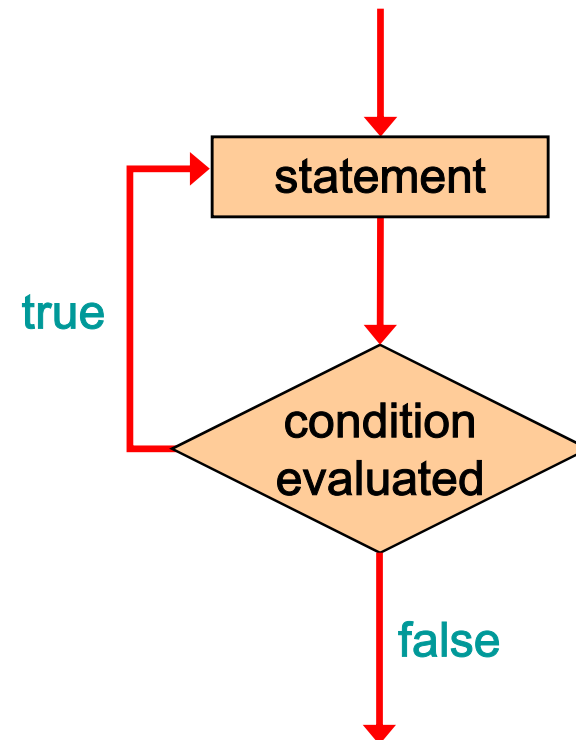 statement
true
condition
evaluated
false